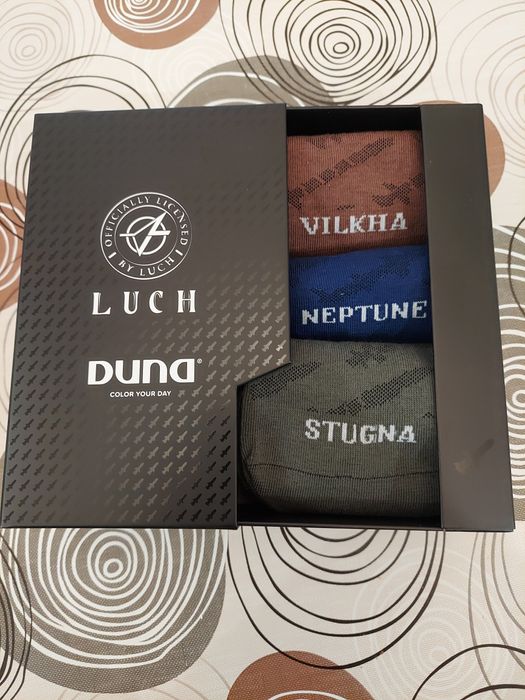 OFFICIALLY LICENSED
BY LUCH
LUCH
DUNA®
COLOR YOUR DAY
VILKHA
NEPTUNE
STUGNA